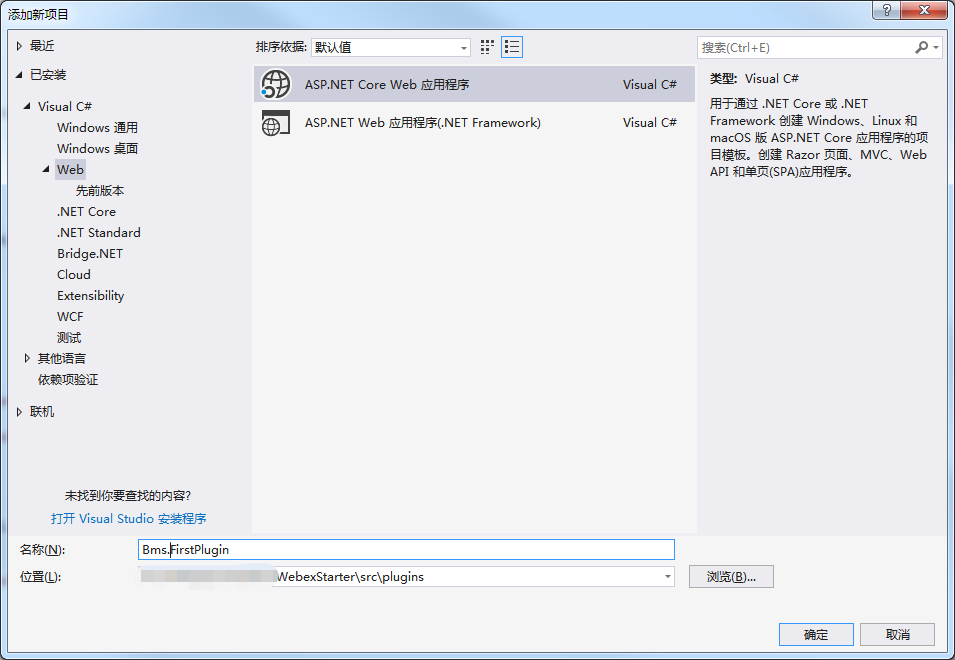 添加新项目
最近
已安装
Visual C#
Windows 通用
Windows 桌面
Web
先前版本
.NET Core
.NET Standard
Bridge.NET
Cloud
Extensibility
WCF
测试
其他语言
依赖项验证
联机
未找到你要查找的内容?
打开 Visual Studio 安装程序
排序依据: 默认值
ASP.NET Core Web 应用程序 Visual C#
ASP.NET Web 应用程序(.NET Framework) Visual C#
搜索(Ctrl+E)
类型: Visual C#
用于通过 .NET Core 或 .NET
Framework 创建 Windows、Linux 和
macOS 版 ASP.NET Core 应用程序的项
目模板。创建 Razor 页面、MVC、Web
API 和单页(SPA)应用程序。
名称(N): Bms.FirstPlugin
位置(L): WebexStarter\src\plugins
浏览(B)...
确定 取消